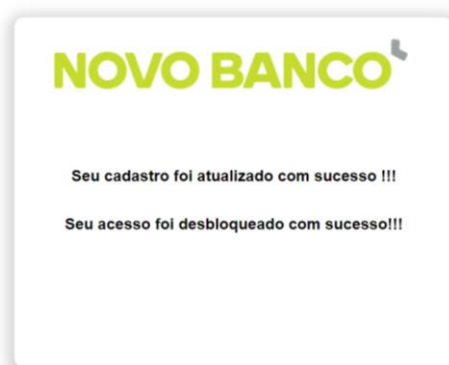 NOVO BANCO
Seu cadastro foi atualizado com sucesso !!!
Seu acesso foi desbloqueado com sucesso!!!